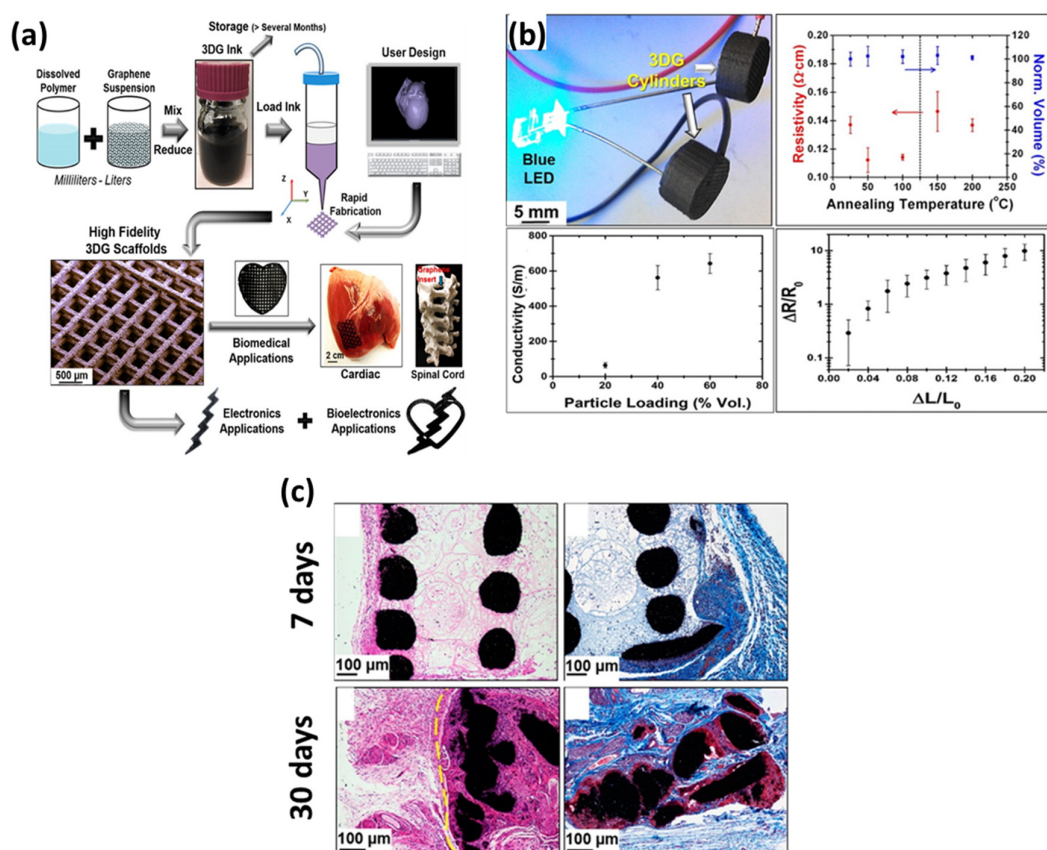 (a)
Storage (> Several Months)
3DG Ink
Dissolved
Polymer
Graphene
Suspension
Mix
Reduce
Load Ink
User Design
Milliliters - Liters
Z
Y
X
Rapid
Fabrication
High Fidelity
3DG Scaffolds
500 µm
Biomedical
Applications
2 cm
Cardiac
Graphene
Insert
Spinal Cord
Electronics
Applications
Bioelectronics
Applications
(b)
3DG
Cylinders
Blue
LED
5 mm
Resistivity (Ω·cm)
0.20
0.18
0.16
0.14
0.12
0.10
120
100
80
60
40
20
0
Norm. Volume
(%)
0 50 100 150 200 250
Annealing Temperature (°C)
Conductivity (S/m)
800
600
400
200
0
0 20 40 60 80
Particle Loading (% Vol.)
ΔR/R0
10
1
0.1
0.00 0.04 0.08 0.12 0.16 0.20
ΔL/L0
(c)
7 days
100 µm
100 µm
30 days
100 µm
100 µm